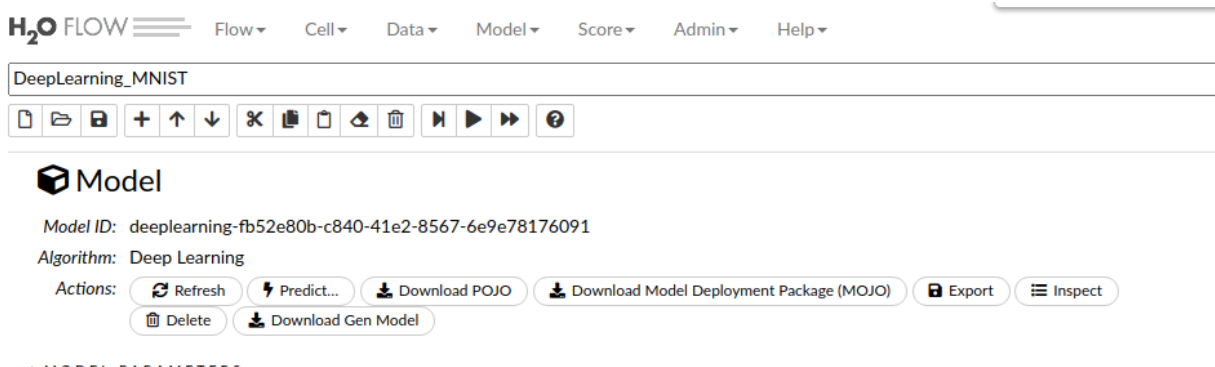 H2O FLOW Flow Cell Data Model Score Admin Help
DeepLearning_MNIST
Model
Model ID: deeplearning-fb52e80b-c840-41e2-8567-6e9e78176091
Algorithm: Deep Learning
Actions: Refresh Predict... Download POJO Download Model Deployment Package (MOJO) Export Inspect
Delete Download Gen Model
MODEL PARAMETERS